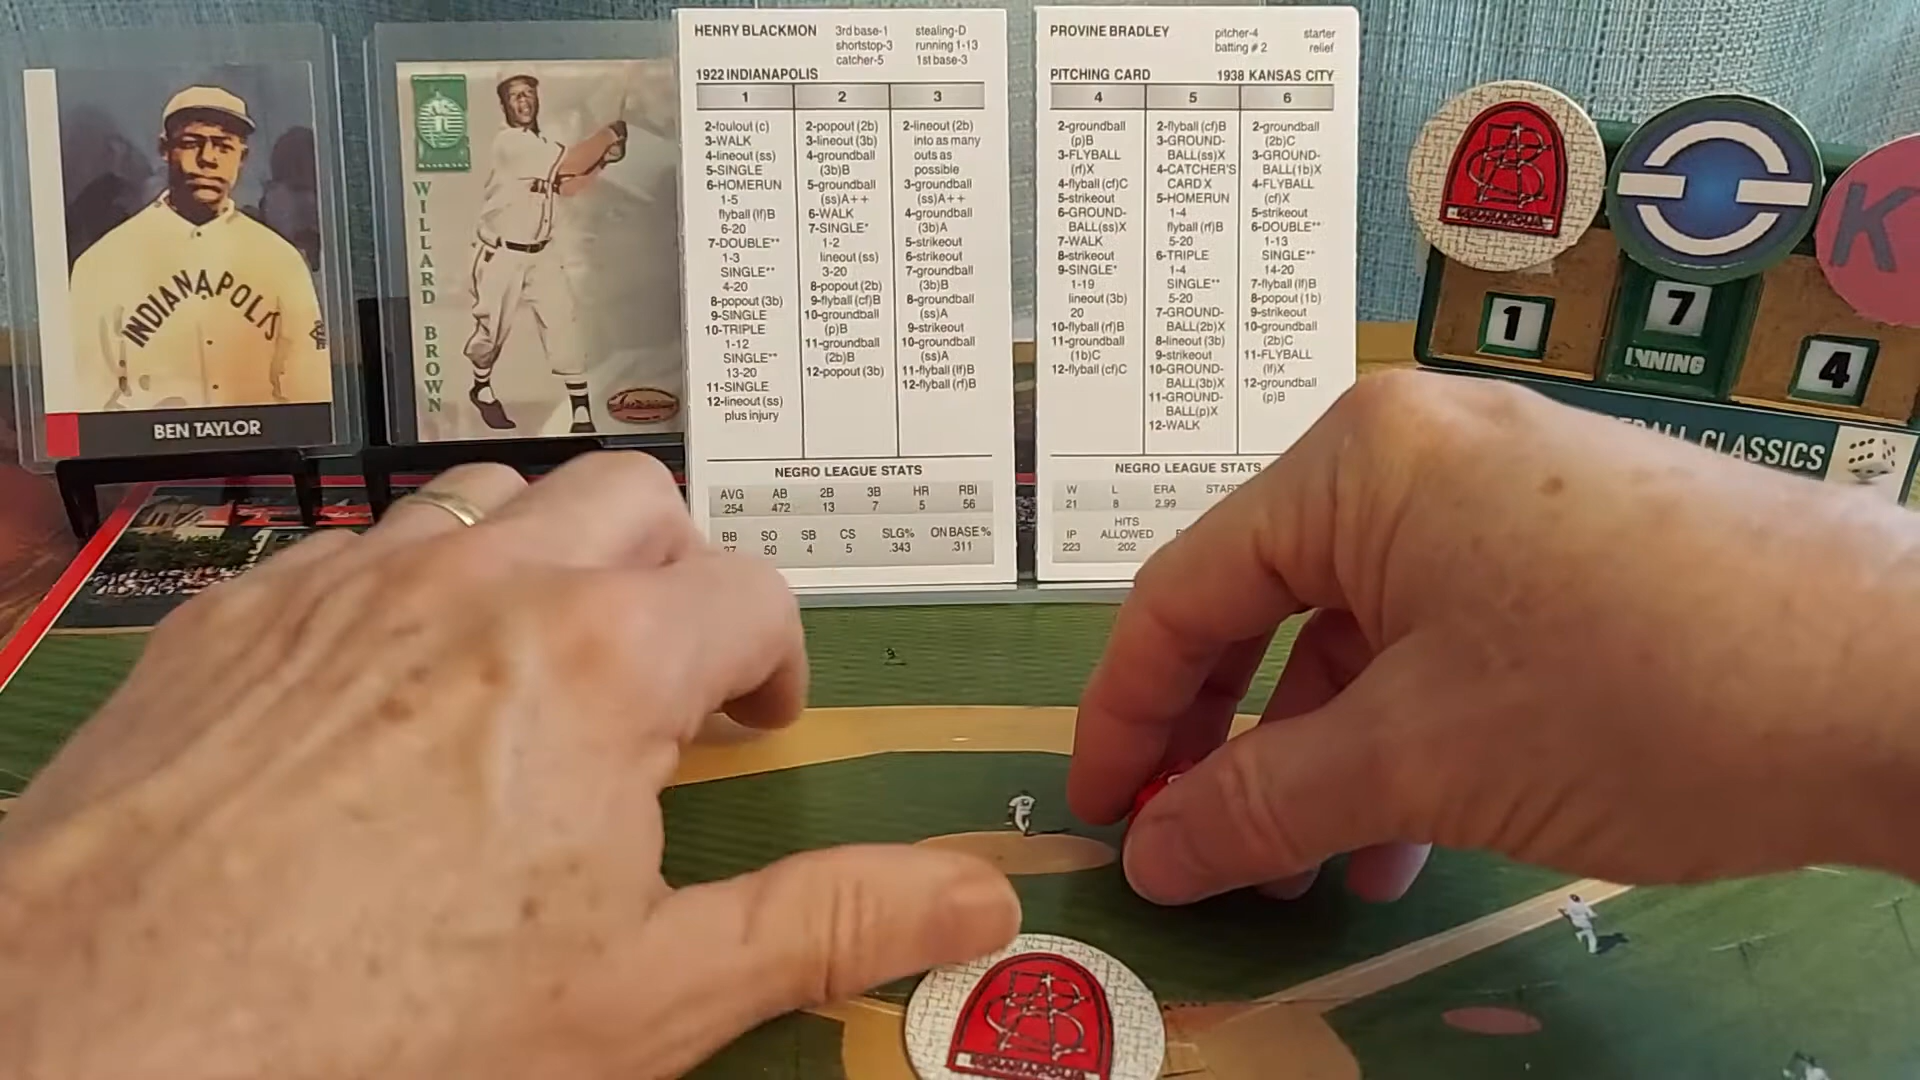 INDIANAPOLIS
BEN TAYLOR
WILLARD BROWN
HENRY BLACKMON
3rd base-1
stealing-D
shortstop-3
running 1-13
catcher-5
1st base-3
1922 INDIANAPOLIS
1
2
3
2-foulout (c)
3-WALK
4-lineout (ss)
5-SINGLE
6-HOMERUN
1-5
flyball (lf)B
6-20
7-DOUBLE**
1-3
SINGLE**
4-20
8-popout (3b)
9-SINGLE
10-TRIPLE
1-12
SINGLE**
13-20
11-SINGLE
12-lineout (ss)
plus injury
2-popout (2b)
3-lineout (3b)
4-groundball
(3b)B
5-groundball
(ss)A++
6-WALK
7-SINGLE*
1-2
lineout (ss)
3-20
8-popout (2b)
9-flyball (cf)B
10-groundball
(p)B
11-groundball
(2b)B
12-popout (3b)
2-lineout (2b)
into as many
outs as
possible
3-groundball
(ss)A++
4-groundball
(3b)A
5-strikeout
6-strikeout
7-groundball
(3b)B
8-groundball
(ss)A
9-strikeout
10-groundball
(ss)A
11-flyball (lf)B
12-flyball (rf)B
NEGRO LEAGUE STATS
AVG AB 2B 3B HR RBI
.254 472 13 7 5 56
BB SO SB CS SLG% ON BASE%
50 4 5 .343 .311
PROVINE BRADLEY
pitcher-4
starter
batting # 2
relief
PITCHING CARD
1938 KANSAS CITY
4
5
6
2-groundball
(p)B
3-FLYBALL
(rf)X
4-flyball (cf)C
5-strikeout
6-GROUND-
BALL(ss)X
7-WALK
8-strikeout
9-SINGLE*
1-19
lineout (3b)
20
10-flyball (rf)B
11-groundball
(1b)C
12-flyball (cf)C
2-flyball (cf)B
3-GROUND-
BALL(ss)X
4-CATCHER'S
CARD X
5-HOMERUN
1-4
flyball (rf)B
5-20
6-TRIPLE
1-4
SINGLE**
5-20
7-GROUND-
BALL(2b)X
8-lineout (3b)
9-strikeout
10-GROUND-
BALL(3b)X
11-GROUND-
BALL(p)X
12-WALK
2-groundball
(2b)C
3-GROUND-
BALL(1b)X
4-FLYBALL
(cf)X
5-strikeout
6-DOUBLE**
1-13
SINGLE**
14-20
7-flyball (lf)B
8-popout (1b)
9-strikeout
10-groundball
(2b)C
11-FLYBALL
(lf)X
12-groundball
(p)B
NEGRO LEAGUE STATS
W L ERA
21 8 2.99
HITS
IP ALLOWED
223 202
K
1
7
INNING
4
CLASSICS